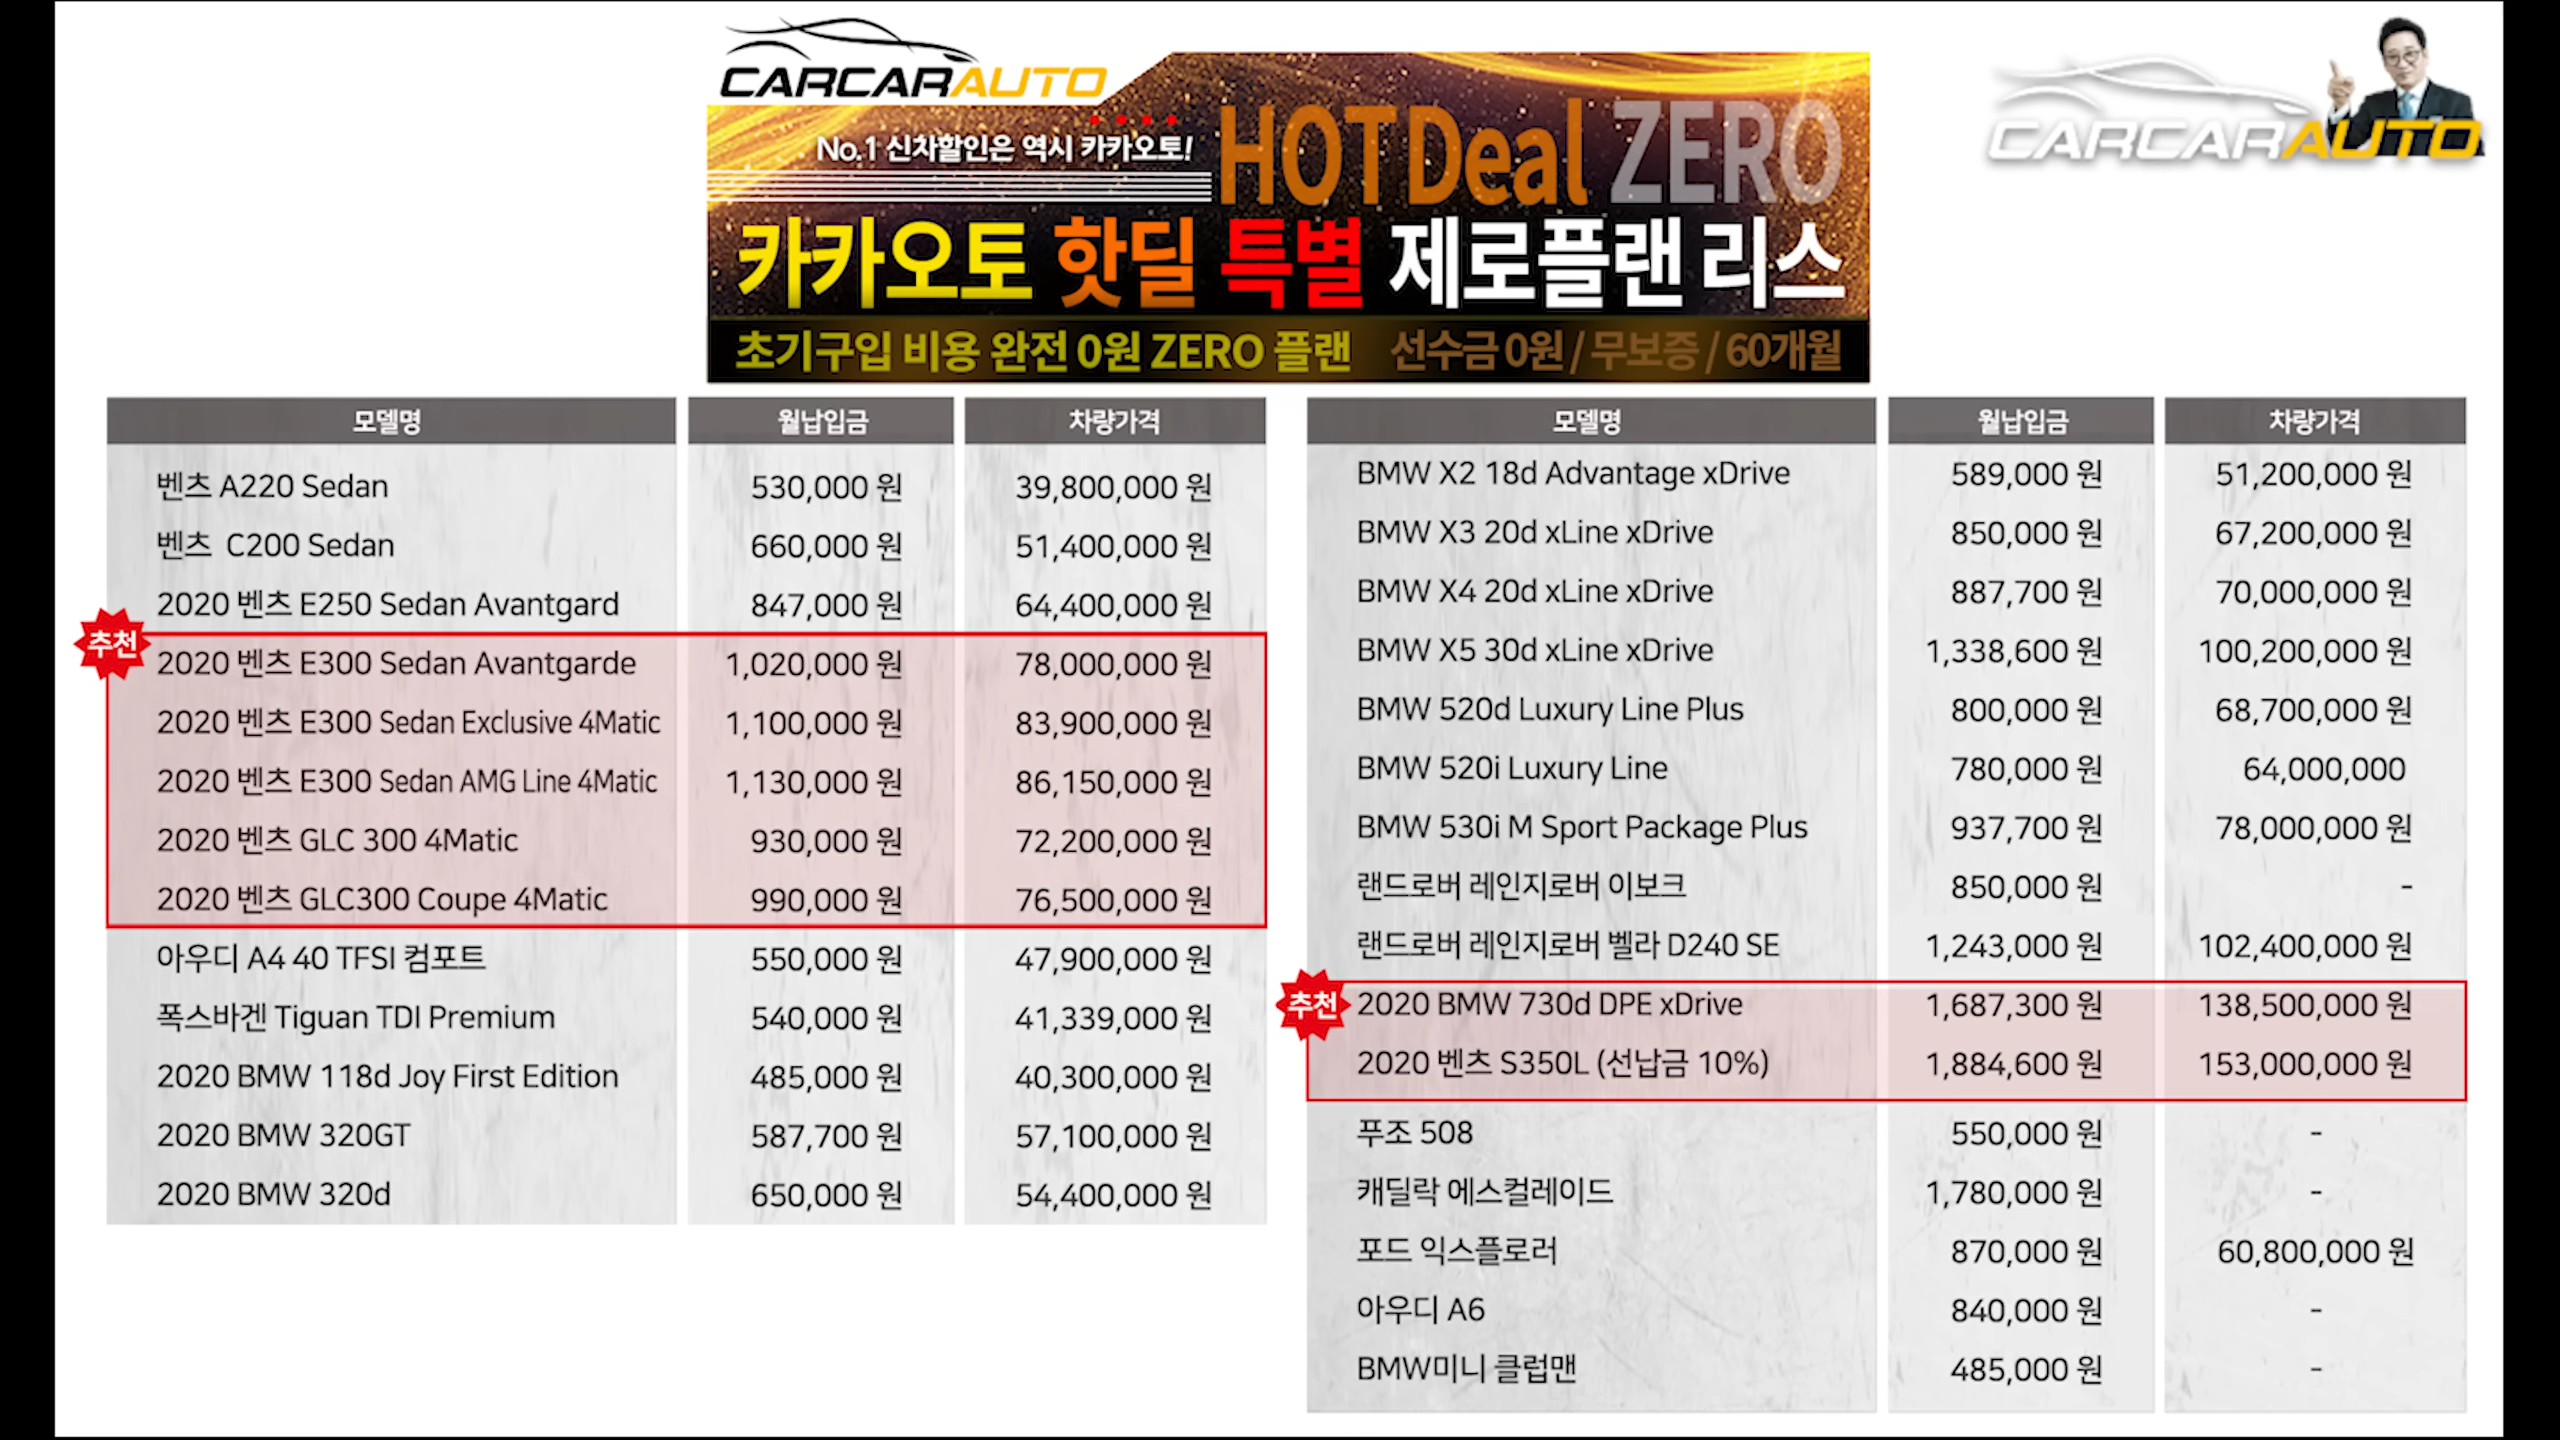 CARCARAUTO
CARCARAUTO
No.1 신차할인은 역시 카카오토!
HOT Deal ZERO
카카오토 핫딜 특별 제로플랜 리스
초기구입 비용 완전 0원 ZERO 플랜 선수금 0원 / 무보증 / 60개월
모델명 월납입금 차량가격
벤츠 A220 Sedan 530,000 원 39,800,000 원
벤츠 C200 Sedan 660,000 원 51,400,000 원
2020 벤츠 E250 Sedan Avantgard 847,000 원 64,400,000 원
추천
2020 벤츠 E300 Sedan Avantgarde 1,020,000 원 78,000,000 원
2020 벤츠 E300 Sedan Exclusive 4Matic 1,100,000 원 83,900,000 원
2020 벤츠 E300 Sedan AMG Line 4Matic 1,130,000 원 86,150,000 원
2020 벤츠 GLC 300 4Matic 930,000 원 72,200,000 원
2020 벤츠 GLC300 Coupe 4Matic 990,000 원 76,500,000 원
아우디 A4 40 TFSI 컴포트 550,000 원 47,900,000 원
폭스바겐 Tiguan TDI Premium 540,000 원 41,339,000 원
2020 BMW 118d Joy First Edition 485,000 원 40,300,000 원
2020 BMW 320GT 587,700 원 57,100,000 원
2020 BMW 320d 650,000 원 54,400,000 원
모델명 월납입금 차량가격
BMW X2 18d Advantage xDrive 589,000 원 51,200,000 원
BMW X3 20d xLine xDrive 850,000 원 67,200,000 원
BMW X4 20d xLine xDrive 887,700 원 70,000,000 원
BMW X5 30d xLine xDrive 1,338,600 원 100,200,000 원
BMW 520d Luxury Line Plus 800,000 원 68,700,000 원
BMW 520i Luxury Line 780,000 원 64,000,000
BMW 530i M Sport Package Plus 937,700 원 78,000,000 원
랜드로버 레인지로버 이보크 850,000 원 -
랜드로버 레인지로버 벨라 D240 SE 1,243,000 원 102,400,000 원
추천
2020 BMW 730d DPE xDrive 1,687,300 원 138,500,000 원
2020 벤츠 S350L (선납금 10%) 1,884,600 원 153,000,000 원
푸조 508 550,000 원 -
캐딜락 에스컬레이드 1,780,000 원 -
포드 익스플로러 870,000 원 60,800,000 원
아우디 A6 840,000 원 -
BMW미니 클럽맨 485,000 원 -